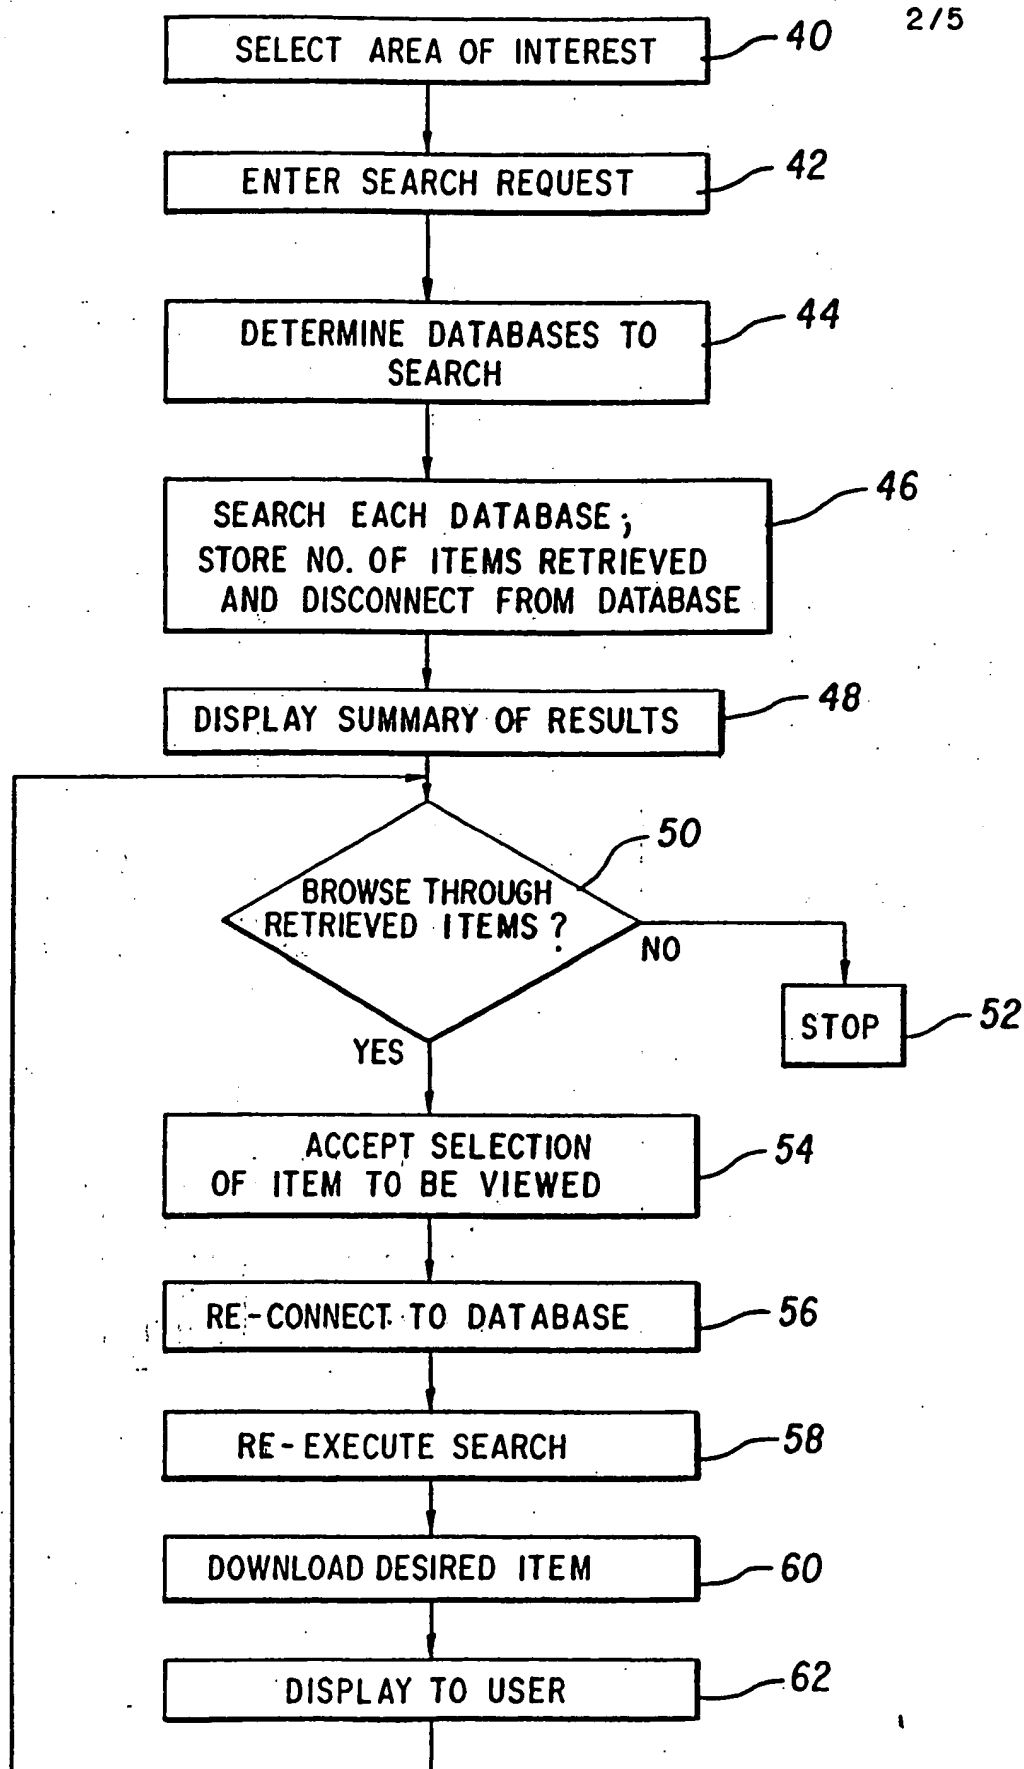 2/5
SELECT AREA OF INTEREST
40
ENTER SEARCH REQUEST
42
DETERMINE DATABASES TO
SEARCH
44
SEARCH EACH DATABASE;
STORE NO. OF ITEMS RETRIEVED
AND DISCONNECT FROM DATABASE
46
DISPLAY SUMMARY OF RESULTS
48
BROWSE THROUGH
RETRIEVED ITEMS?
50
NO
STOP
52
YES
ACCEPT SELECTION
OF ITEM TO BE VIEWED
54
RE-CONNECT TO DATABASE
56
RE-EXECUTE SEARCH
58
DOWNLOAD DESIRED ITEM
60
DISPLAY TO USER
62